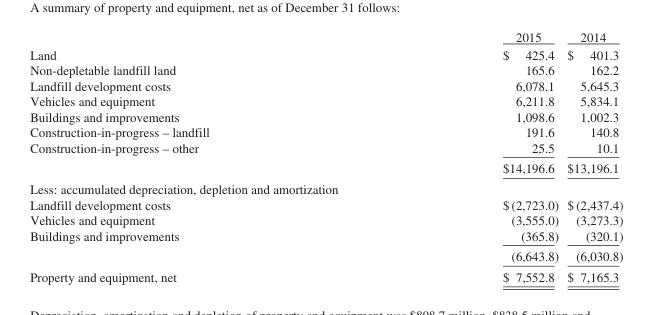 A summary of property and equipment, net as of December 31 follows:
2015 2014
Land $ 425.4 $ 401.3
Non-depletable landfill land 165.6 162.2
Landfill development costs 6,078.1 5,645.3
Vehicles and equipment 6,211.8 5,834.1
Buildings and improvements 1,098.6 1,002.3
Construction-in-progress – landfill 191.6 140.8
Construction-in-progress – other 25.5 10.1
$14,196.6 $13,196.1
Less: accumulated depreciation, depletion and amortization
Landfill development costs $(2,723.0) $(2,437.4)
Vehicles and equipment (3,555.0) (3,273.3)
Buildings and improvements (365.8) (320.1)
(6,643.8) (6,030.8)
Property and equipment, net $ 7,552.8 $ 7,165.3
Depreciation, amortization and depletion of property and equipment was $808.7 million, $838.5 million and